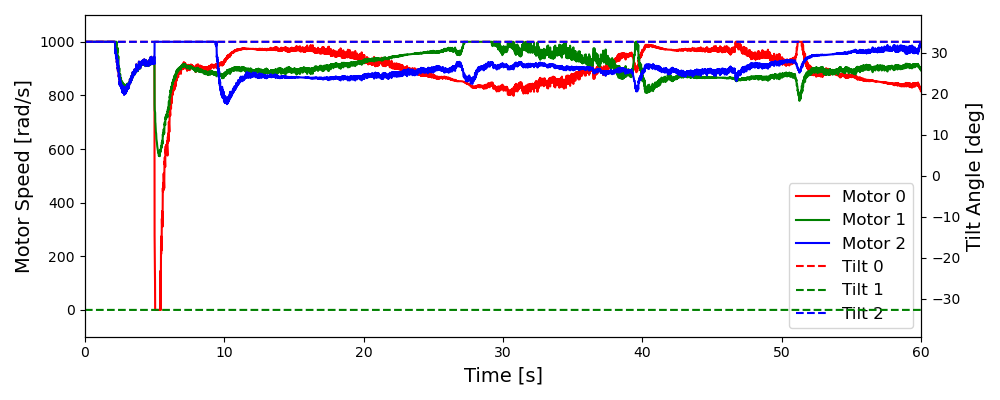 1000
800
600
400
200
0
Motor Speed [rad/s]
30
20
10
0
−10
−20
−30
Tilt Angle [deg]
Motor 0
Motor 1
Motor 2
Tilt 0
Tilt 1
Tilt 2
0 10 20 30 40 50 60
Time [s]